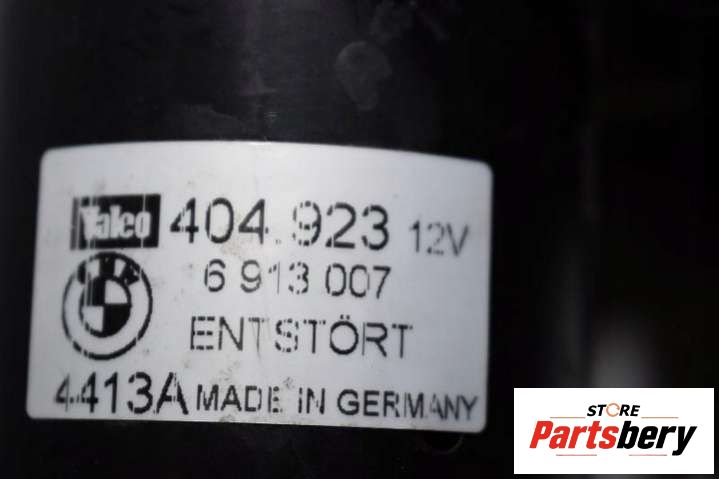 Valeo 404.923 12V
6 913 007
ENTSTÖRT
4413A MADE IN GERMANY
STORE
Partsbery